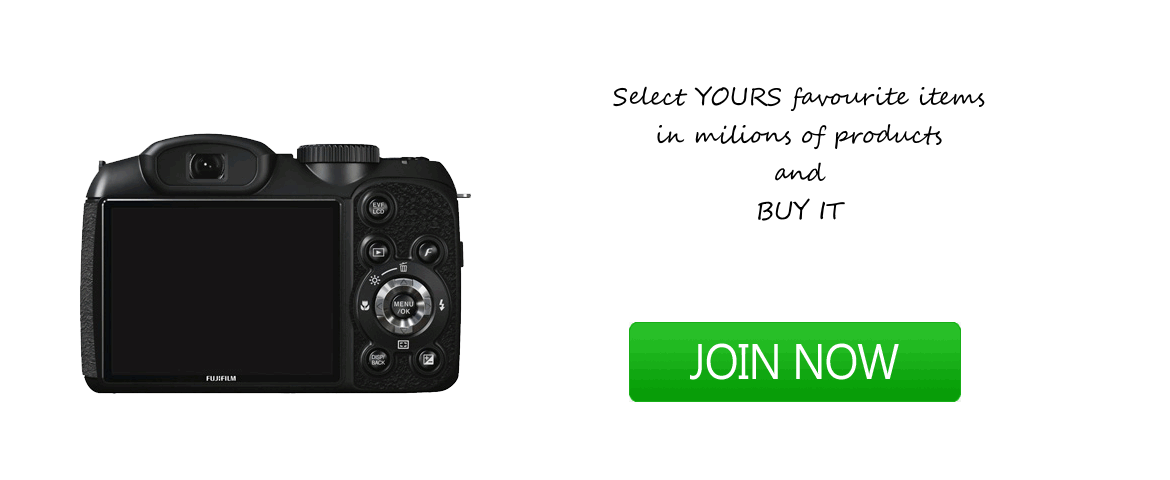 Select YOURS favourite items
in milions of products
and
BUY IT
JOIN NOW
EVF
LCD
F
MENU
/OK
DISP/
BACK
FUJIFILM